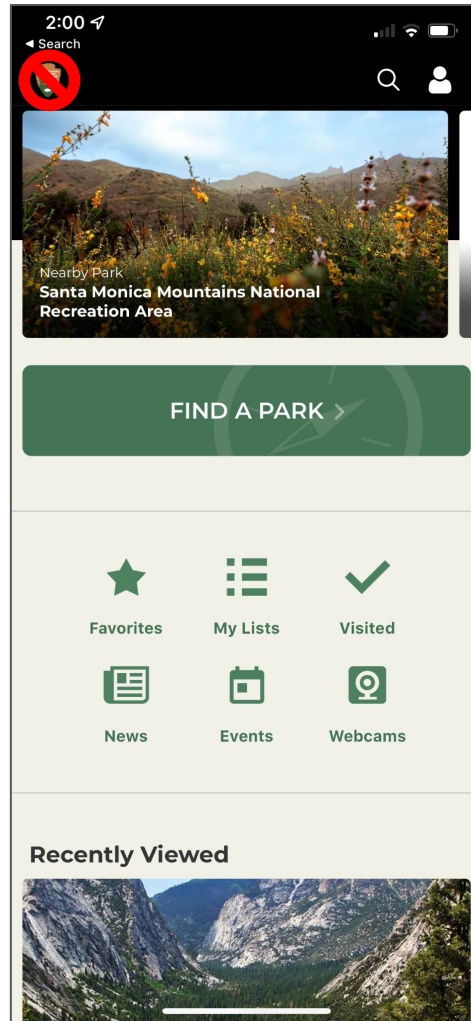 2:00
◀ Search
Nearby Park
Santa Monica Mountains National
Recreation Area
FIND A PARK >
Favorites
My Lists
Visited
News
Events
Webcams
Recently Viewed